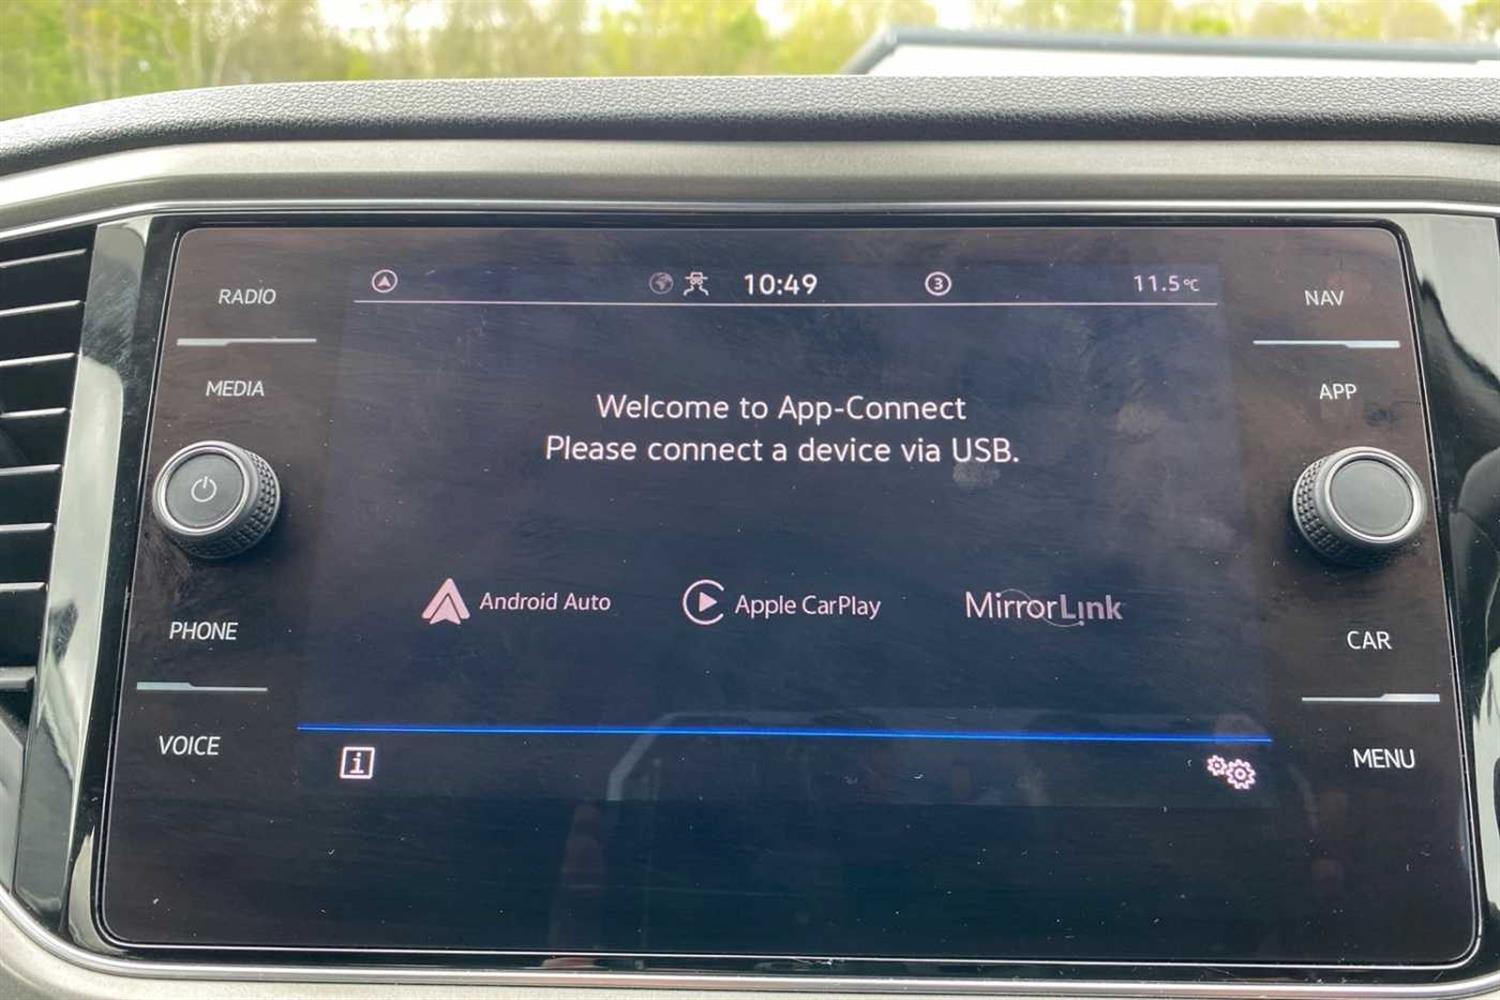 RADIO
MEDIA
PHONE
VOICE
10:49
3
11.5°C
Welcome to App-Connect
Please connect a device via USB.
Android Auto
Apple CarPlay
MirrorLink
i
NAV
APP
CAR
MENU